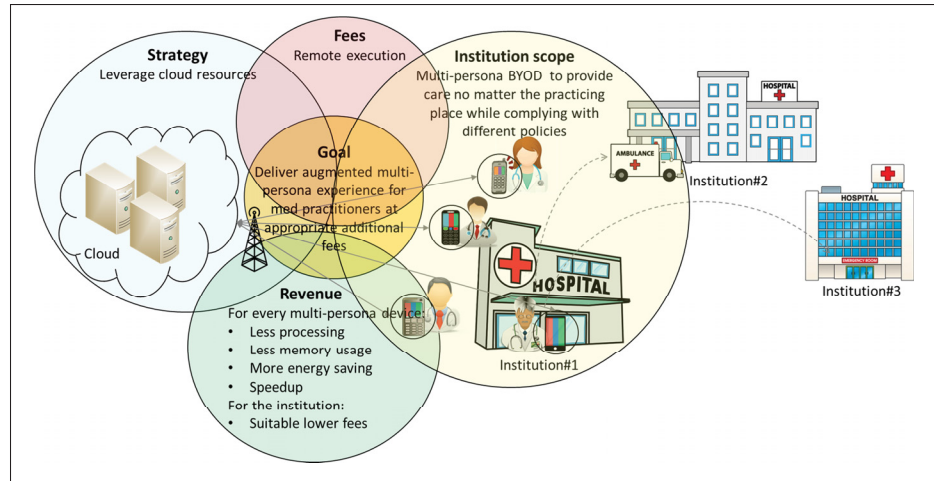 Strategy
Leverage cloud resources
Fees
Remote execution
Institution scope
Multi-persona BYOD to provide
care no matter the practicing
place while complying with
different policies
Goal
Deliver augmented multi-
persona experience for
med practitioners at
appropriate additional
fees
Cloud
Revenue
For every multi-persona device:
• Less processing
• Less memory usage
• More energy saving
• Speedup
For the institution:
• Suitable lower fees
HOSPITAL
Institution#1
AMBULANCE
HOSPITAL
Institution#2
HOSPITAL
EMERGENCY ROOM
Institution#3